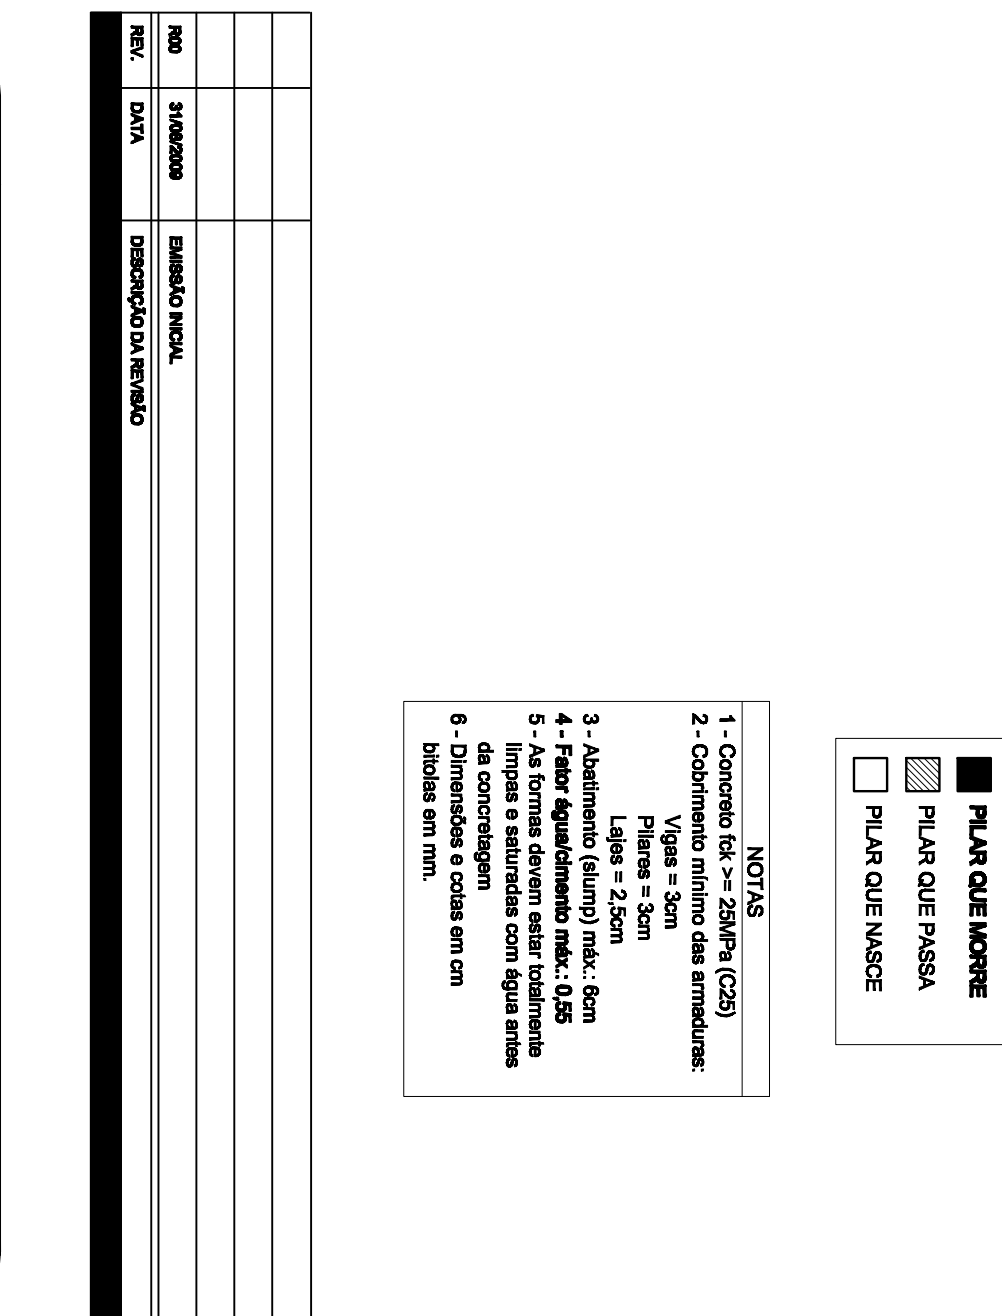 PILAR QUE MORRE
PILAR QUE PASSA
PILAR QUE NASCE
NOTAS
1 - Concreto fck >= 25MPa (C25)
2 - Cobrimento mínimo das armaduras:
Vigas = 3cm
Pilares = 3cm
Lajes = 2,5cm
3 - Abatimento (slump) máx.: 6cm
4 - Fator água/cimento máx.: 0,55
5 - As formas devem estar totalmente
limpas e saturadas com água antes
da concretagem
6 - Dimensões e cotas em cm
bitolas em mm.
R00 31/08/2009 EMISSÃO INICIAL
REV. DATA DESCRIÇÃO DA REVISÃO